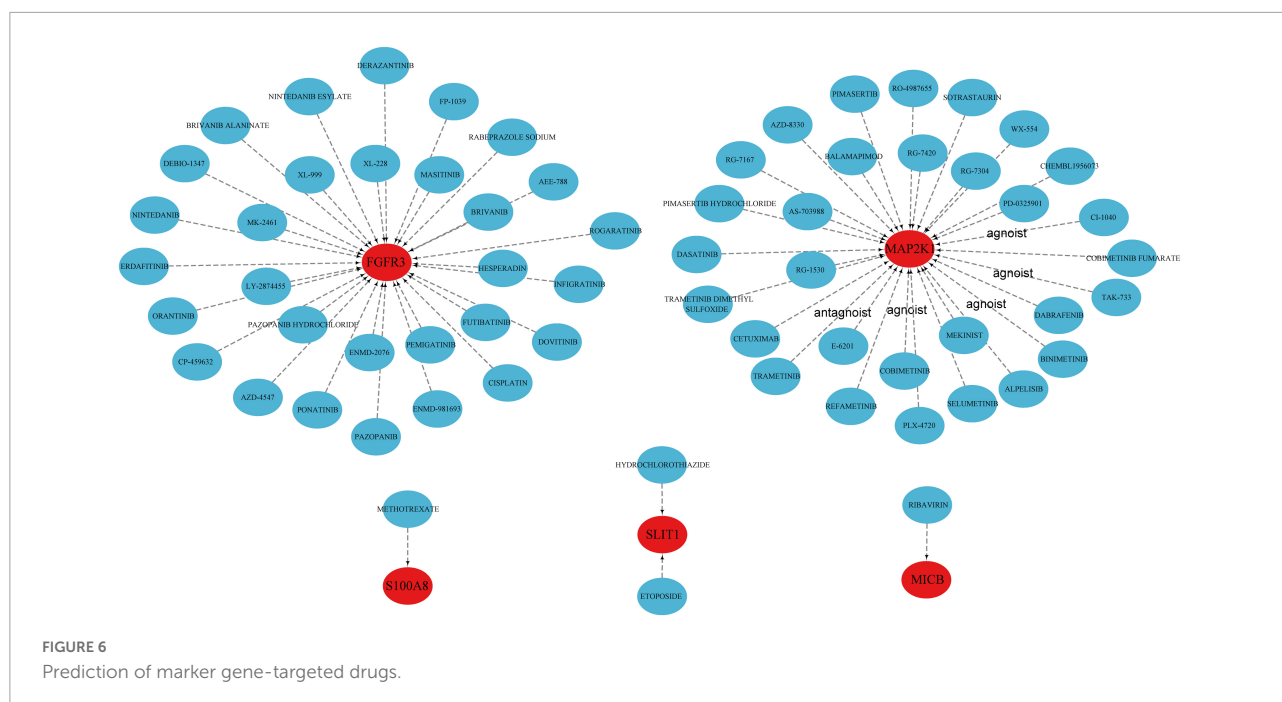 DERAZANTINIB
NINTEDANIB ESYLATE
FP-1039
BRIVANIB ALANINATE
RABEPRAZOLE SODIUM
DEBIO-1347
XL-228
XL-999
MASITINIB
AEE-788
NINTEDANIB
MK-2461
BRIVANIB
ROGARATINIB
FGFR3
ERDAFITINIB
HESPERADIN
INFIGRATINIB
LY-2874455
ORANTINIB
PAZOPANIB HYDROCHLORIDE
FUTIBATINIB
DOVITINIB
CP-459632
ENMD-2076
PEMIGATINIB
CISPLATIN
AZD-4547
PONATINIB
ENMD-981693
PAZOPANIB
PIMASERTIB
RO-4987655
SOTRASTAURIN
AZD-8330
WX-554
RG-7167
BALAMAPIMOD
RG-7420
RG-7304
CHEMBL1956073
PIMASERTIB HYDROCHLORIDE
AS-703988
PD-0325901
CI-1040
agnoist
MAP2K1
DASATINIB
COBIMETINIB FUMARATE
RG-1530
agnoist
TAK-733
TRAMETINIB DIMETHYL
SULFOXIDE
antagnoist
agnoist
agnoist
DABRAFENIB
CETUXIMAB
E-6201
MEKINIST
BINIMETINIB
TRAMETINIB
COBIMETINIB
ALPELISIB
REFAMETINIB
SELUMETINIB
PLX-4720
HYDROCHLOROTHIAZIDE
METHOTREXATE
RIBAVIRIN
SLIT1
S100A8
MICB
ETOPOSIDE
FIGURE 6
Prediction of marker gene-targeted drugs.